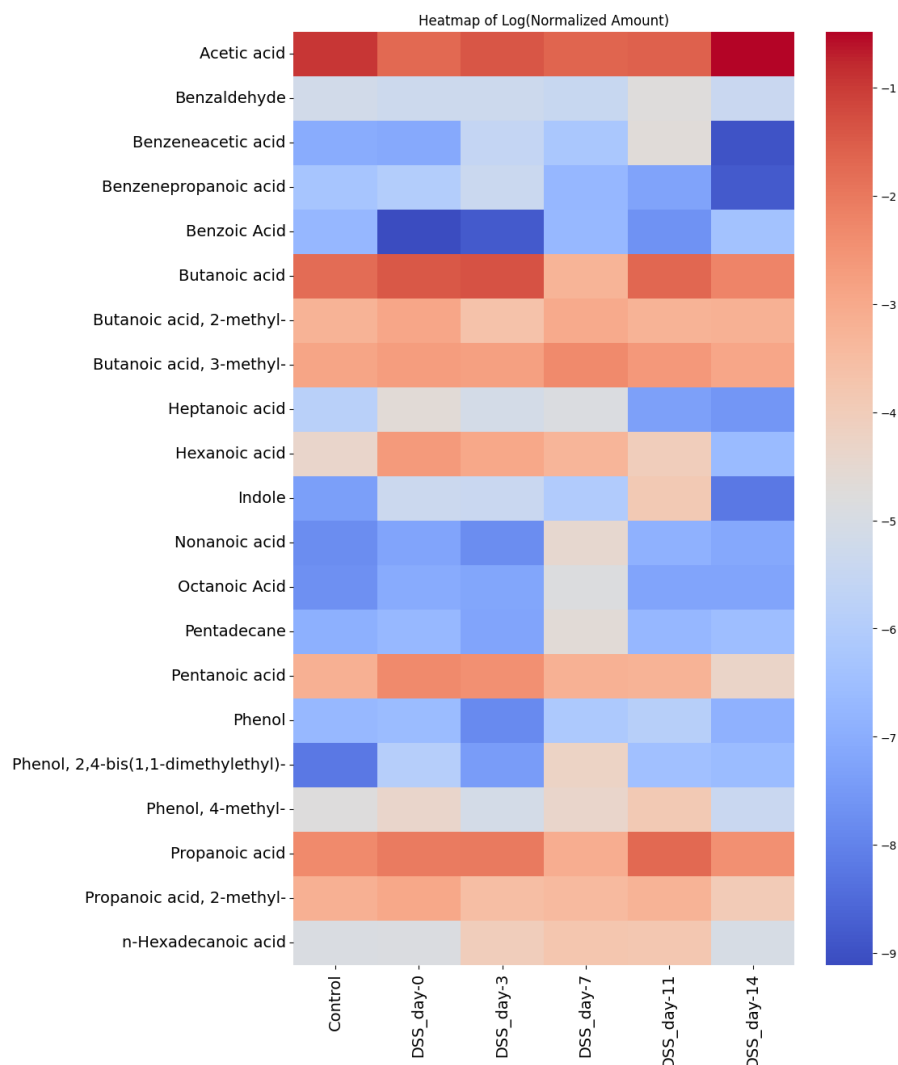 Heatmap of Log(Normalized Amount)
Acetic acid
Benzaldehyde
Benzeneacetic acid
Benzenepropanoic acid
Benzoic Acid
Butanoic acid
Butanoic acid, 2-methyl-
Butanoic acid, 3-methyl-
Heptanoic acid
Hexanoic acid
Indole
Nonanoic acid
Octanoic Acid
Pentadecane
Pentanoic acid
Phenol
Phenol, 2,4-bis(1,1-dimethylethyl)-
Phenol, 4-methyl-
Propanoic acid
Propanoic acid, 2-methyl-
n-Hexadecanoic acid
Control
DSS_day-0
DSS_day-3
DSS_day-7
DSS_day-11
DSS_day-14
−1
−2
−3
−4
−5
−6
−7
−8
−9